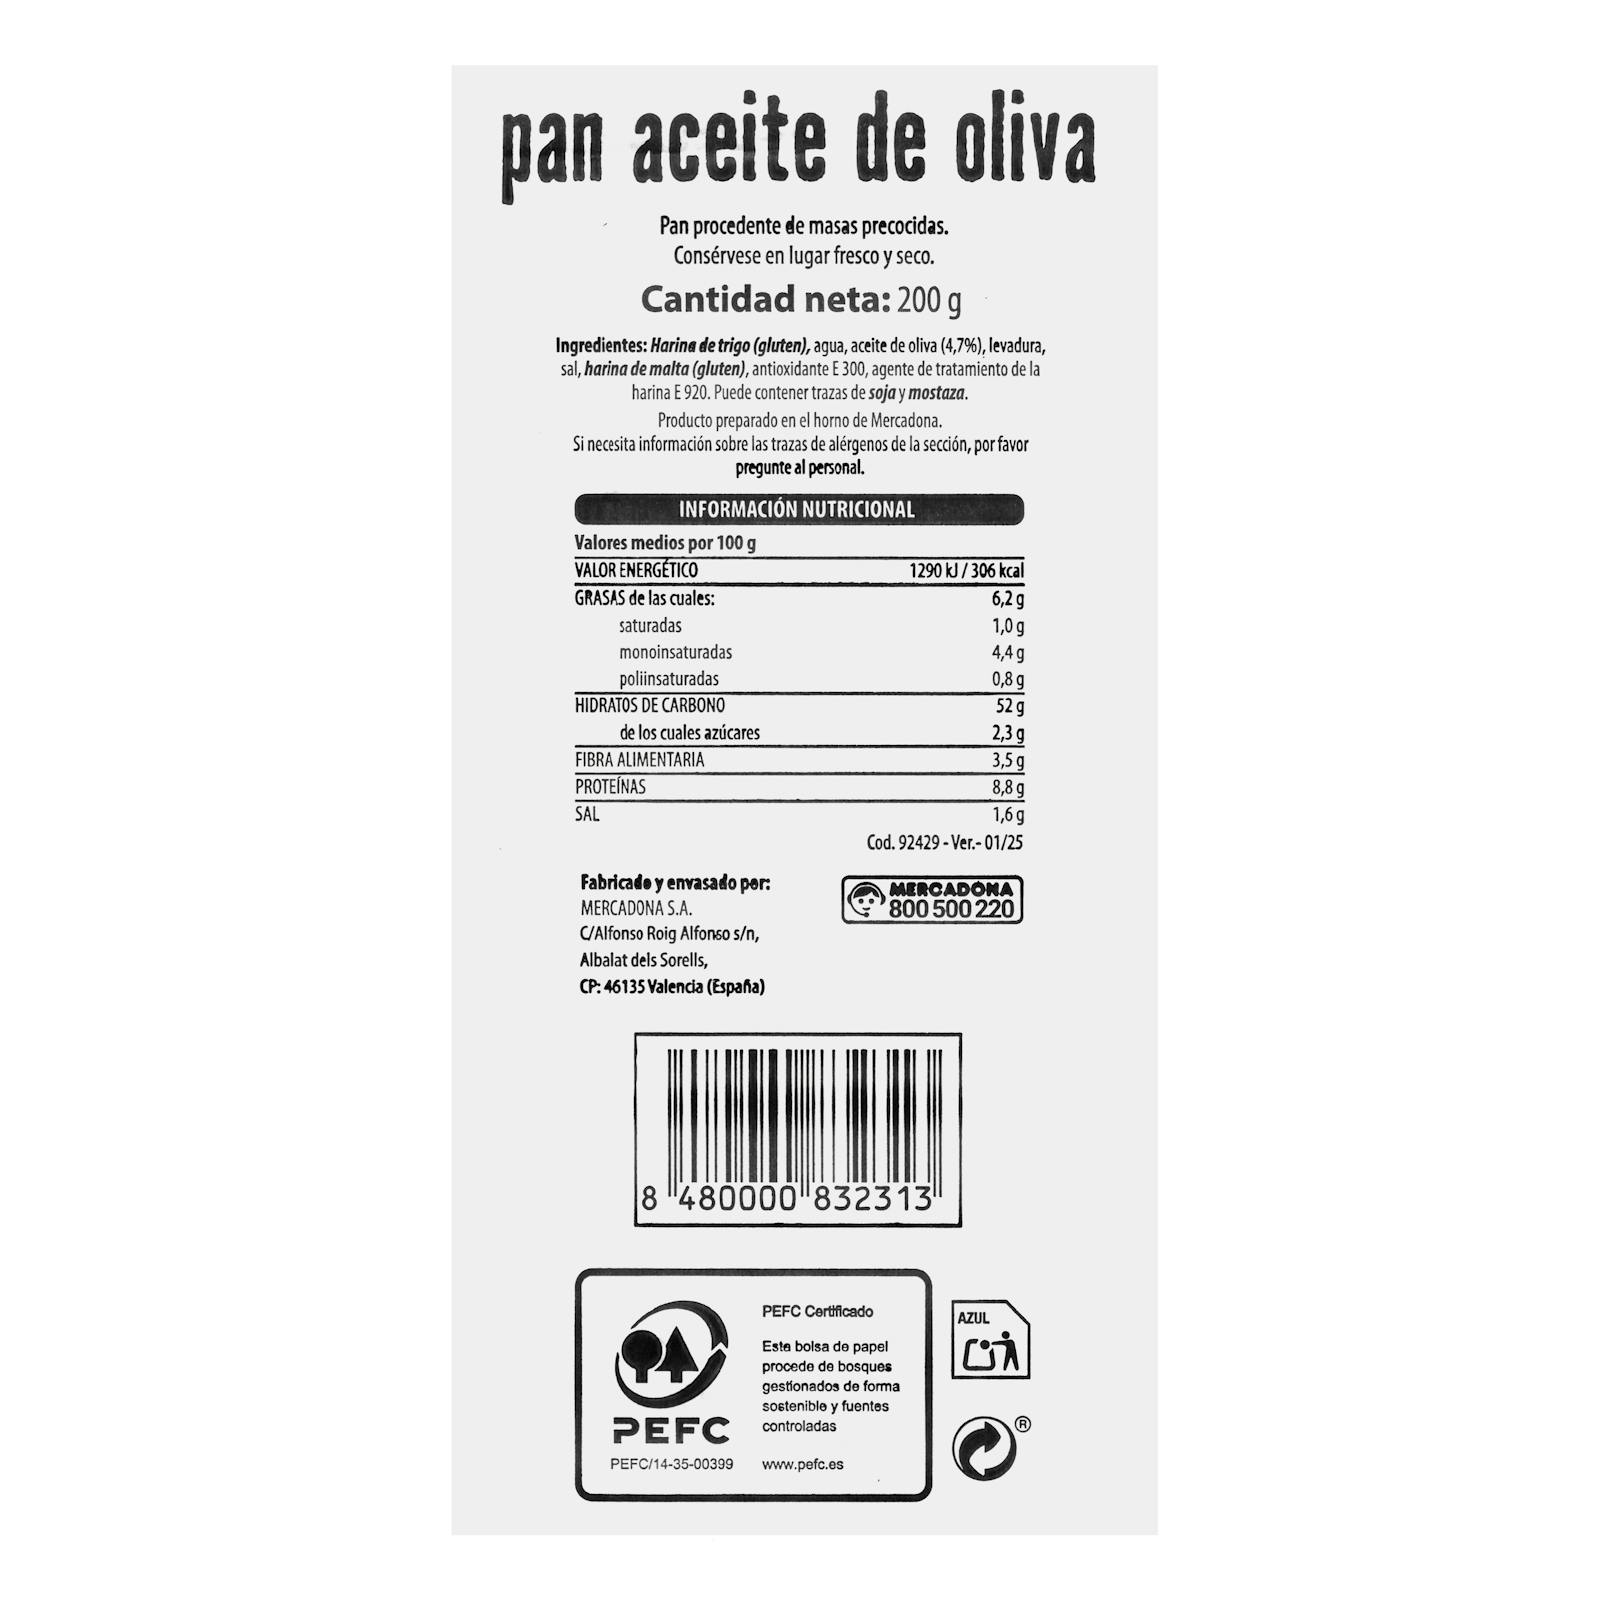 pan aceite de oliva
Pan procedente de masas precocidas.
Consérvese en lugar fresco y seco.
Cantidad neta: 200 g
Ingredientes: Harina de trigo (gluten), agua, aceite de oliva (4,7%), levadura,
sal, harina de malta (gluten), antioxidante E 300, agente de tratamiento de la
harina E 920. Puede contener trazas de soja y mostaza.
Producto preparado en el horno de Mercadona.
Si necesita información sobre las trazas de alérgenos de la sección, por favor
pregunte al personal.
INFORMACIÓN NUTRICIONAL
Valores medios por 100 g
VALOR ENERGÉTICO 1290 kJ / 306 kcal
GRASAS de las cuales: 6,2 g
saturadas 1,0 g
monoinsaturadas 4,4 g
poliinsaturadas 0,8 g
HIDRATOS DE CARBONO 52 g
de los cuales azúcares 2,3 g
FIBRA ALIMENTARIA 3,5 g
PROTEÍNAS 8,8 g
SAL 1,6 g
Cod. 92429 - Ver.- 01/25
Fabricado y envasado por:
MERCADONA S.A.
C/Alfonso Roig Alfonso s/n,
Albalat dels Sorells,
CP: 46135 Valencia (España)
MERCADONA
800 500 220
8 480000 832313
PEFC Certificado
Este bolsa de papel
procede de bosques
gestionados de forma
sostenible y fuentes
controladas
PEFC
PEFC/14-35-00399 www.pefc.es
AZUL
®